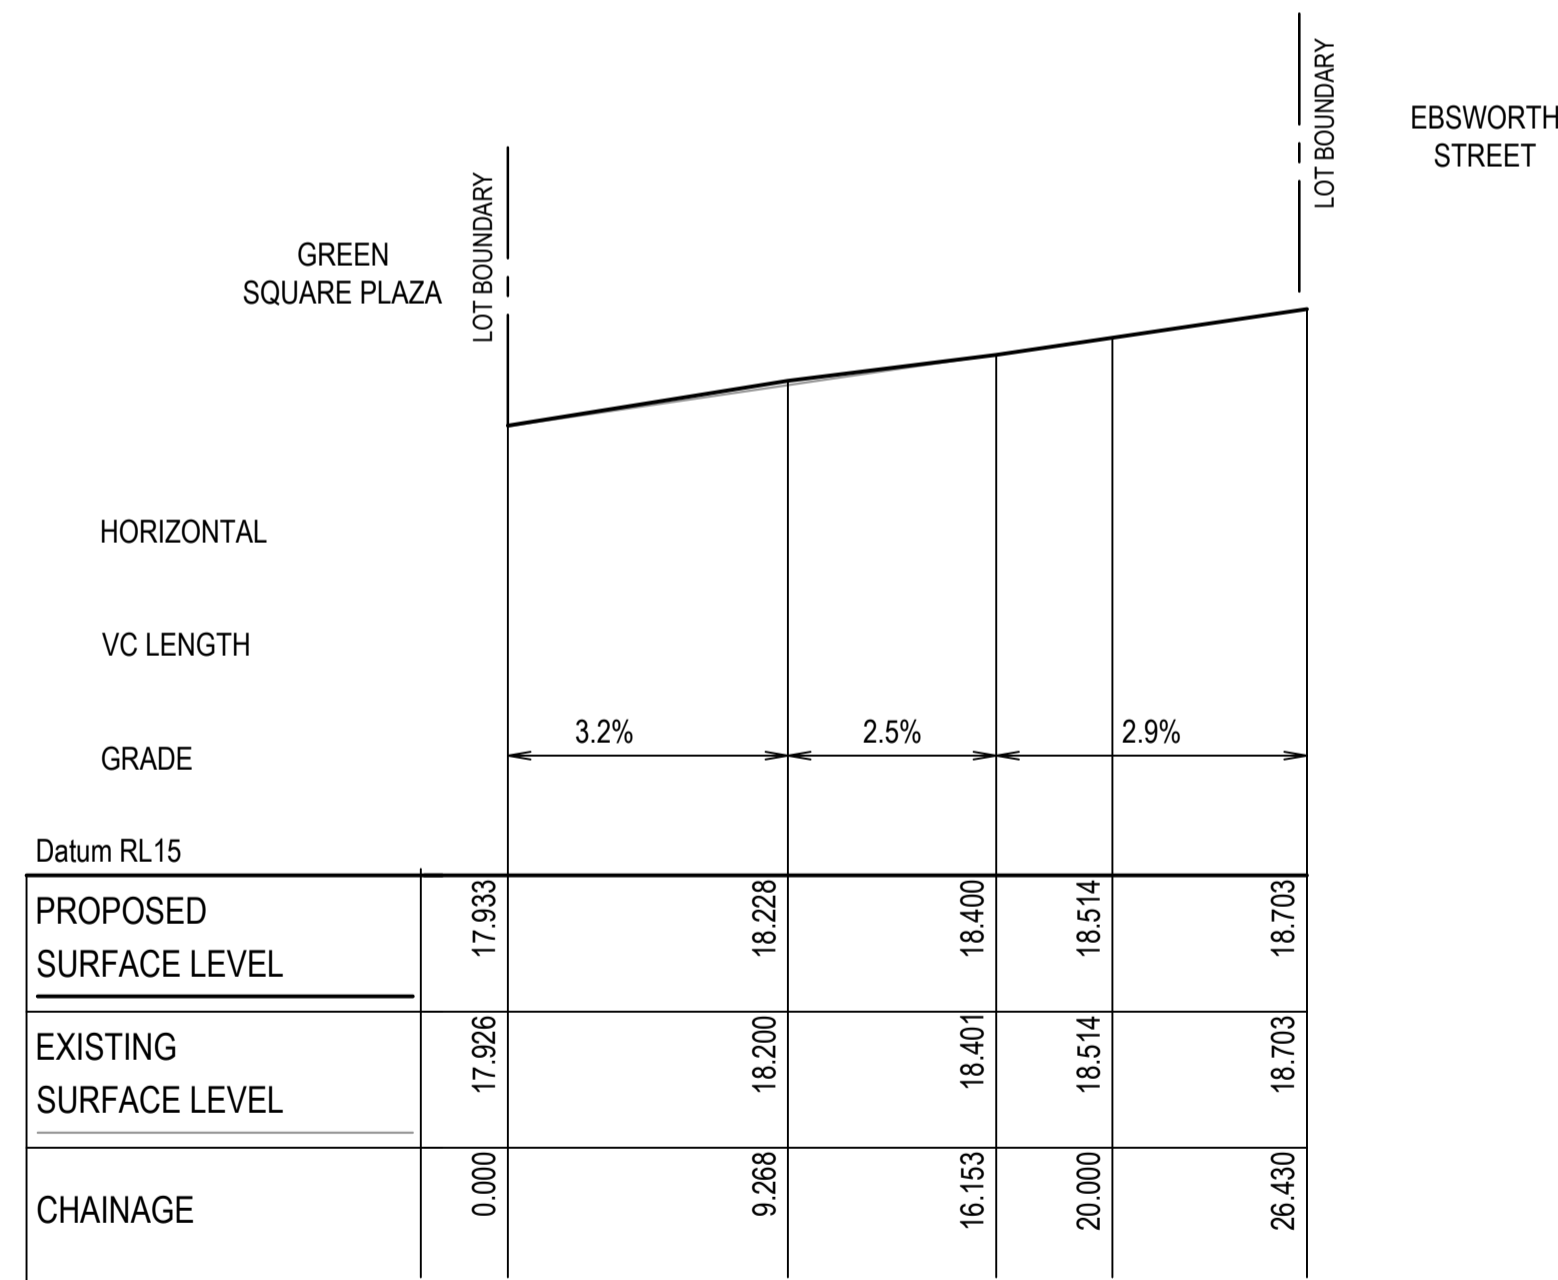 EBSWORTH
STREET
LOT BOUNDARY
GREEN
SQUARE PLAZA
LOT BOUNDARY
HORIZONTAL
VC LENGTH
GRADE
3.2%
2.5%
2.9%
Datum RL15
PROPOSED
SURFACE LEVEL
17.933
18.228
18.400
18.514
18.703
EXISTING
SURFACE LEVEL
17.926
18.200
18.401
18.514
18.703
CHAINAGE
0.000
9.268
16.153
20.000
26.430